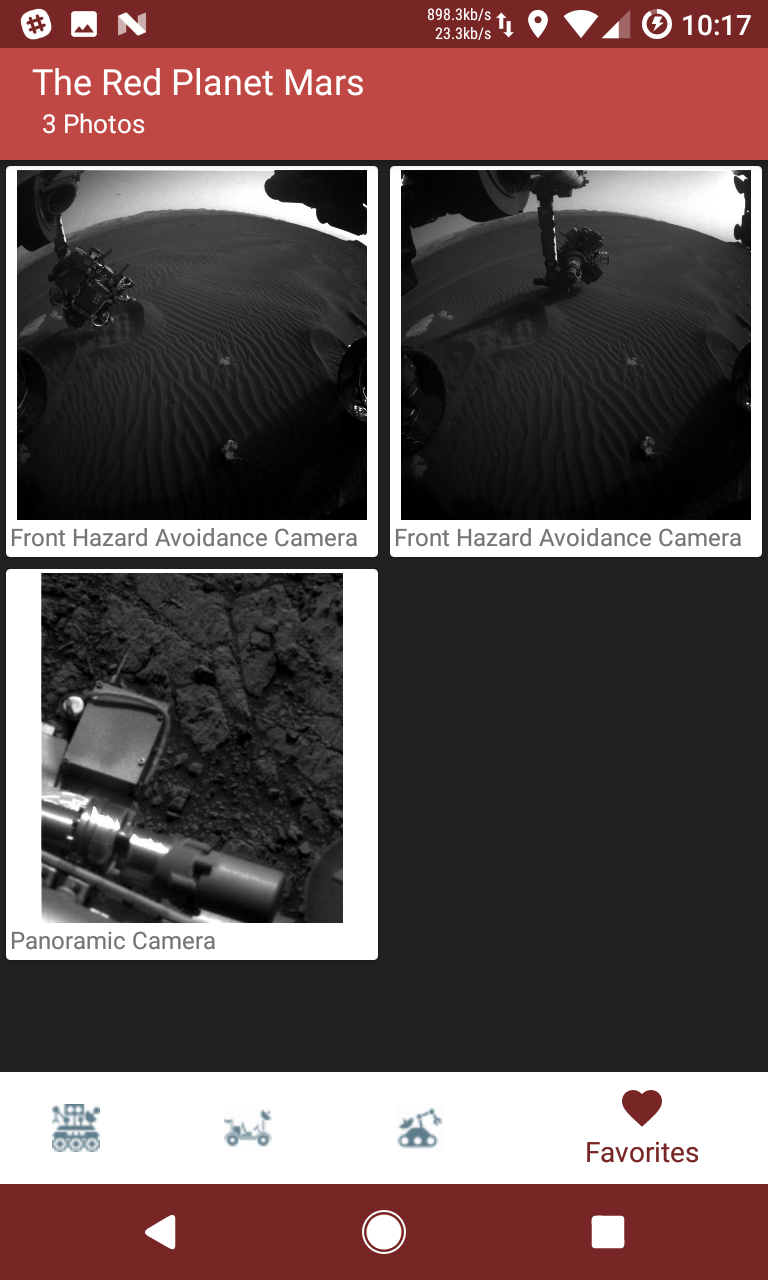 898.3kb/s
23.3kb/s
10:17
The Red Planet Mars
3 Photos
Front Hazard Avoidance Camera
Front Hazard Avoidance Camera
Panoramic Camera
Favorites